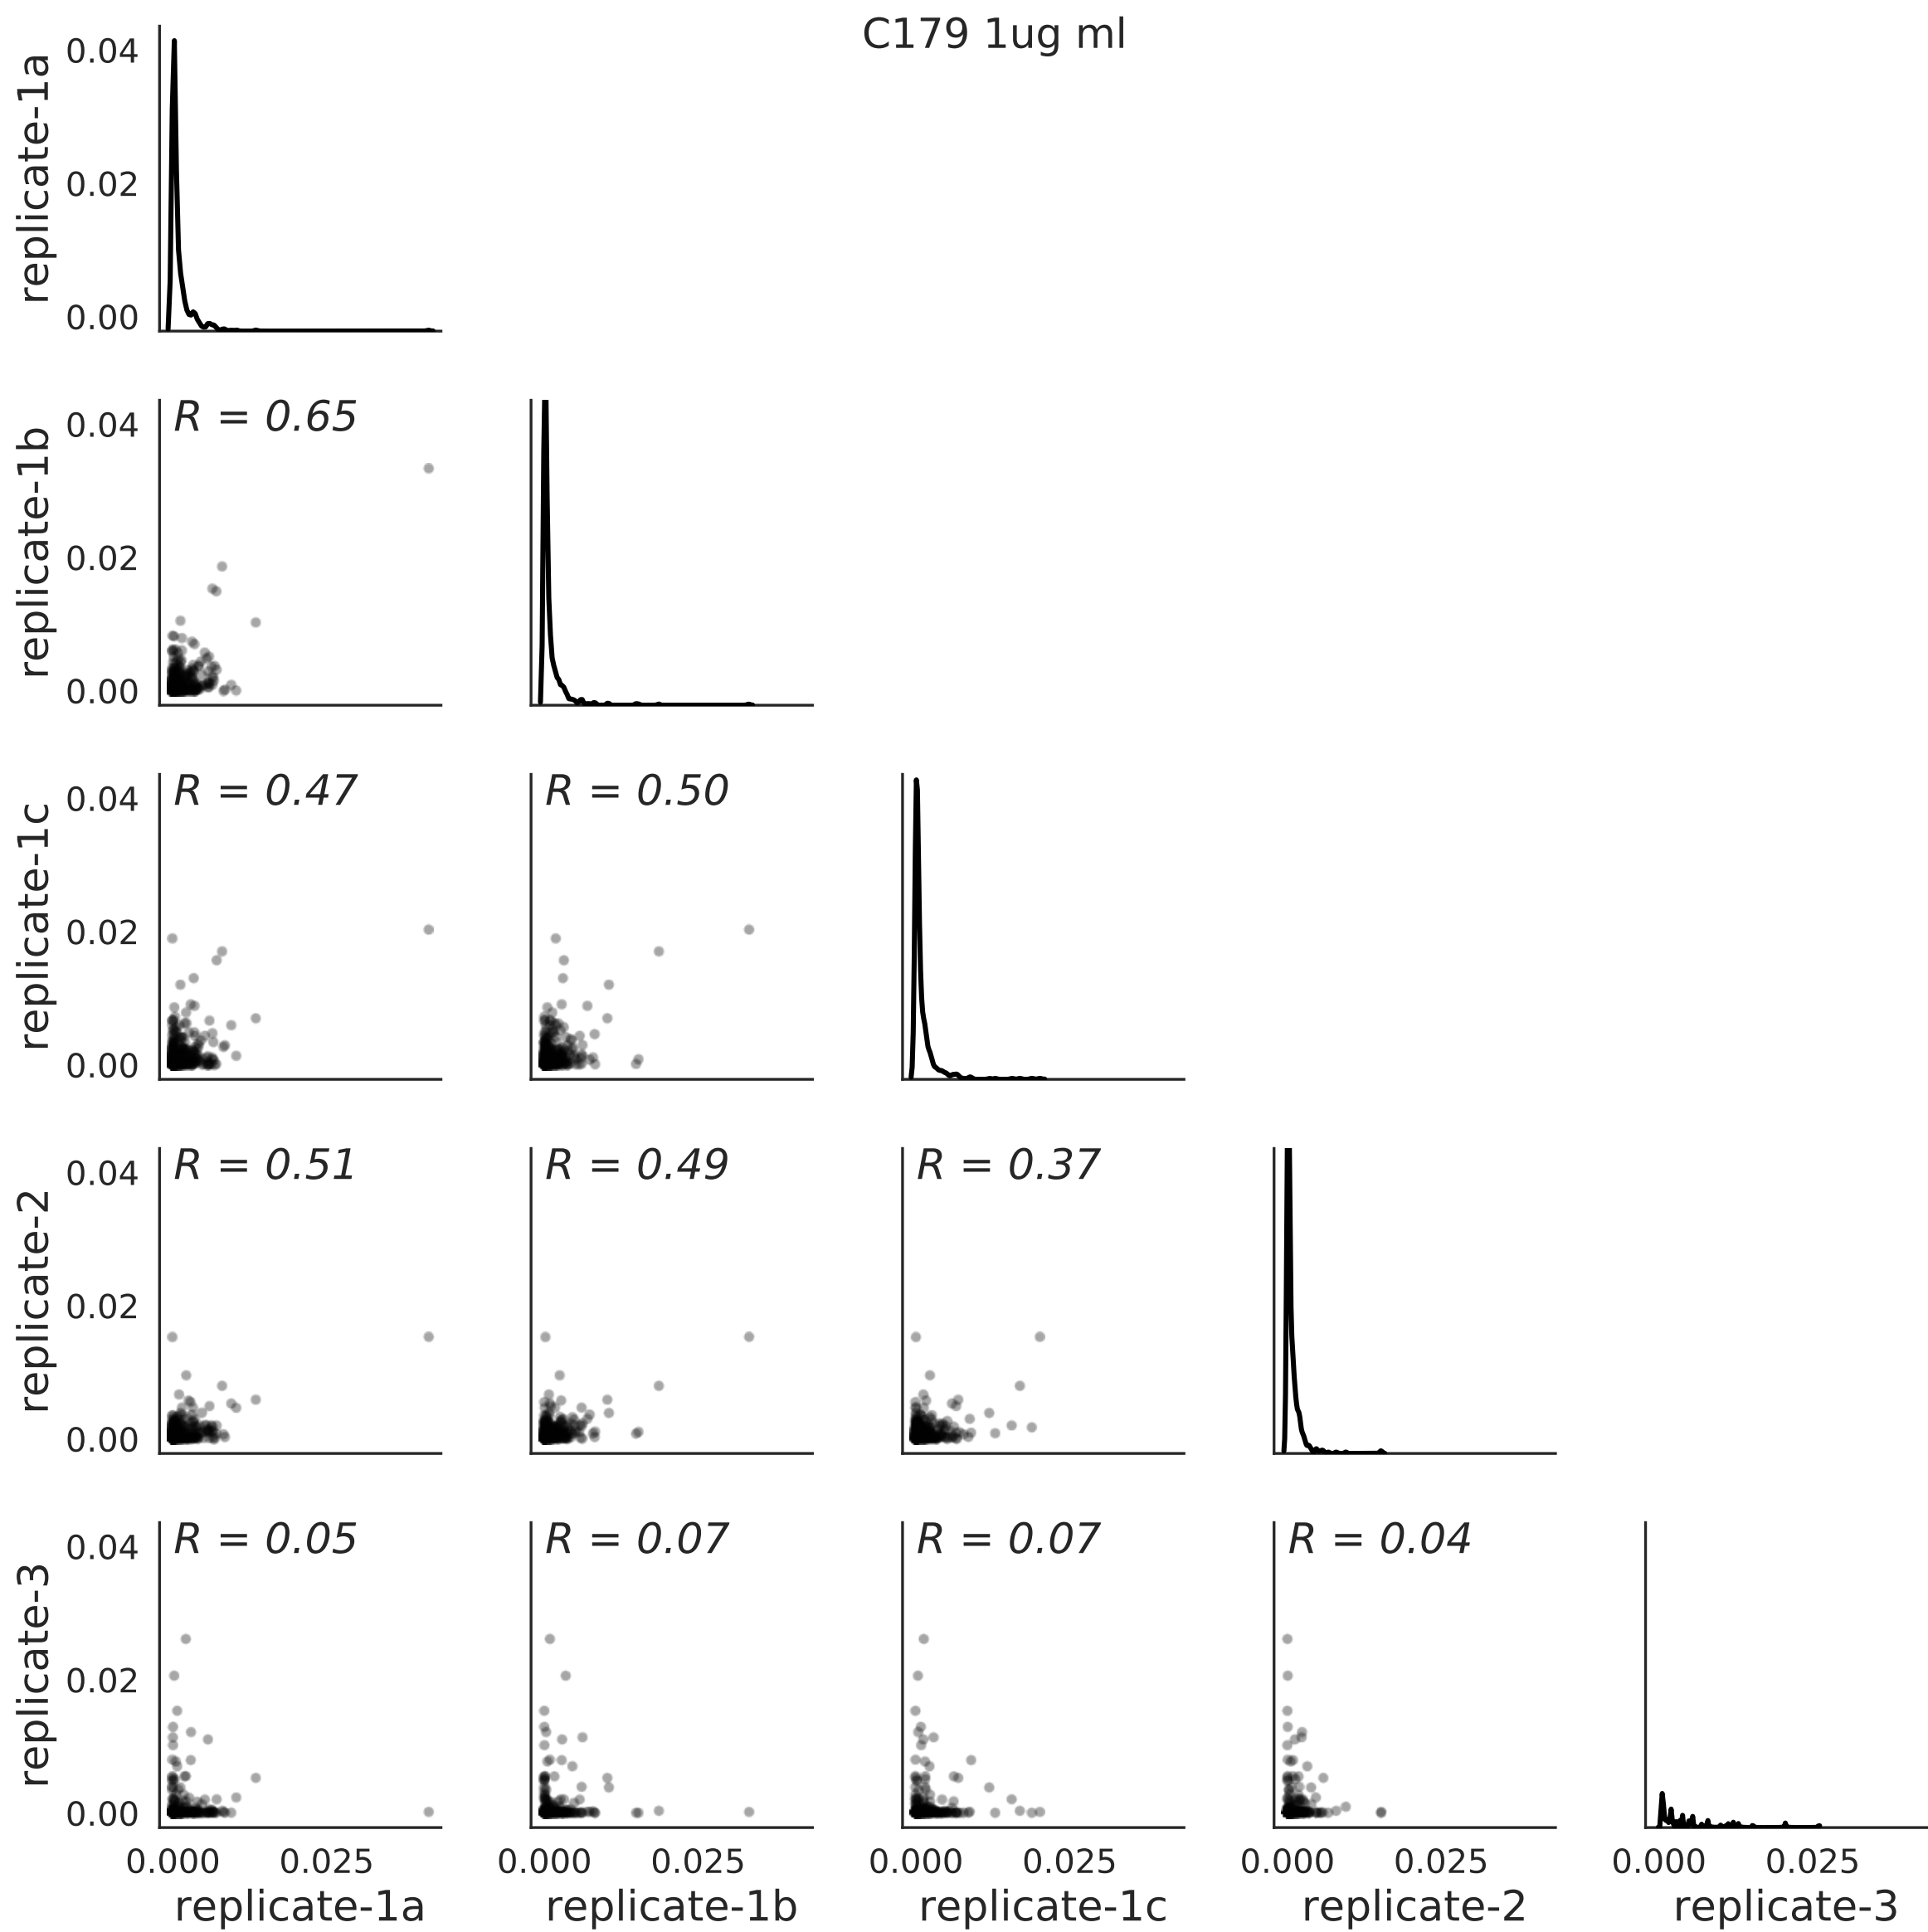 C179 1ug ml
replicate-1a
0.04
0.02
0.00
replicate-1b
0.04
0.02
0.00
R = 0.65
replicate-1c
0.04
0.02
0.00
R = 0.47
R = 0.50
replicate-2
0.04
0.02
0.00
R = 0.51
R = 0.49
R = 0.37
replicate-3
0.04
0.02
0.00
R = 0.05
R = 0.07
R = 0.07
R = 0.04
0.000 0.025 0.000 0.025 0.000 0.025 0.000 0.025 0.000 0.025
replicate-1a replicate-1b replicate-1c replicate-2 replicate-3